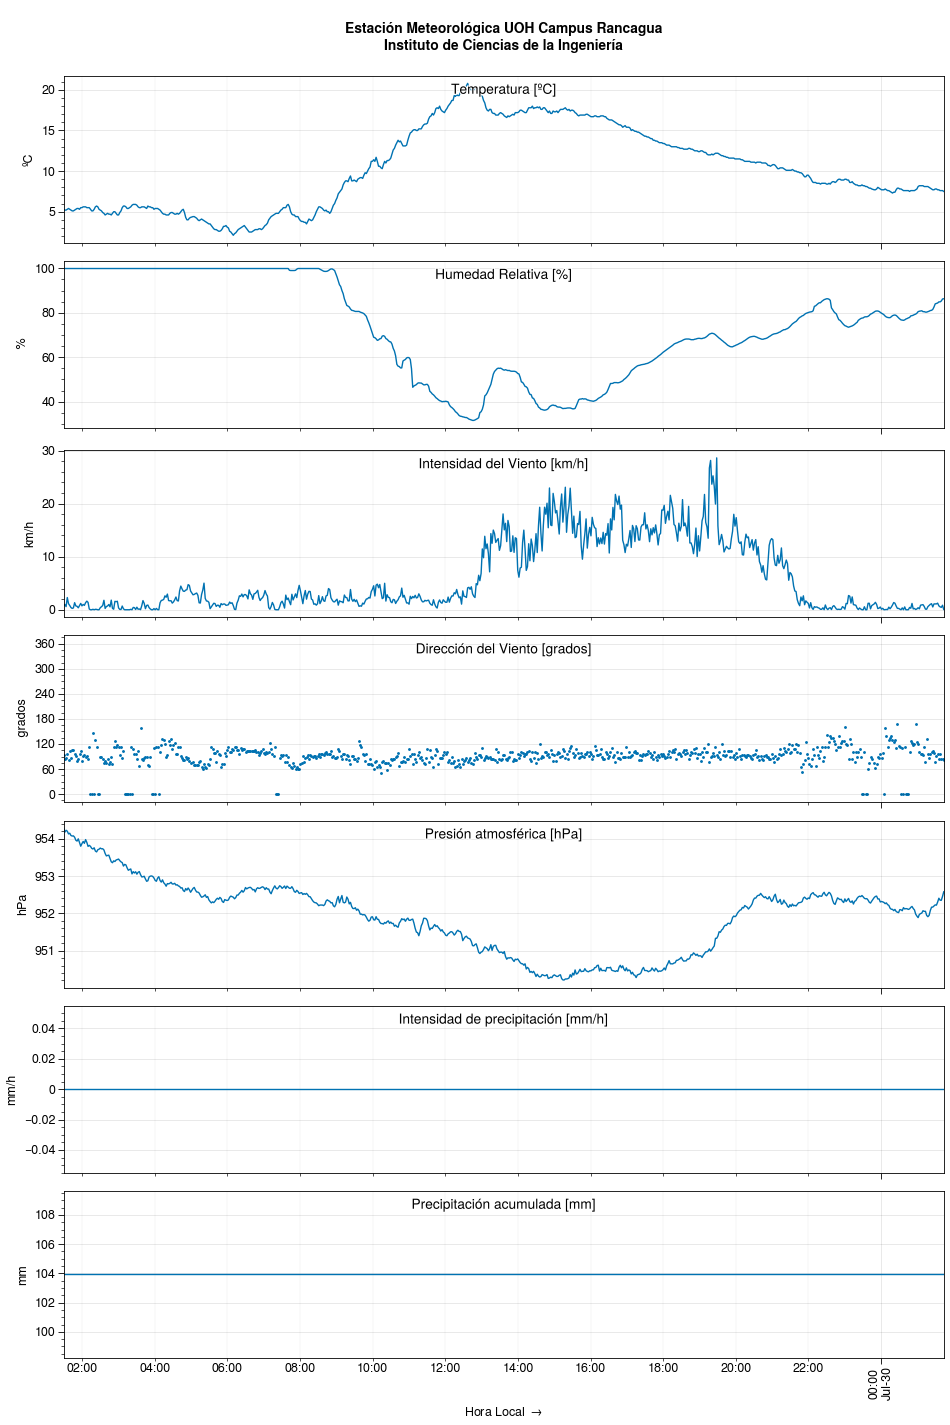 Estación Meteorológica UOH Campus Rancagua
Instituto de Ciencias de la Ingeniería
Temperatura [ºC]
20
15
10
5
ºC
Humedad Relativa [%]
100
80
60
40
%
Intensidad del Viento [km/h]
30
20
10
0
km/h
Dirección del Viento [grados]
360
300
240
180
120
60
0
grados
Presión atmosférica [hPa]
954
953
952
951
hPa
Intensidad de precipitación [mm/h]
0.04
0.02
0
−0.02
−0.04
mm/h
Precipitación acumulada [mm]
108
106
104
102
100
mm
02:00 04:00 06:00 08:00 10:00 12:00 14:00 16:00 18:00 20:00 22:00 00:00
Jul-30
Hora Local →